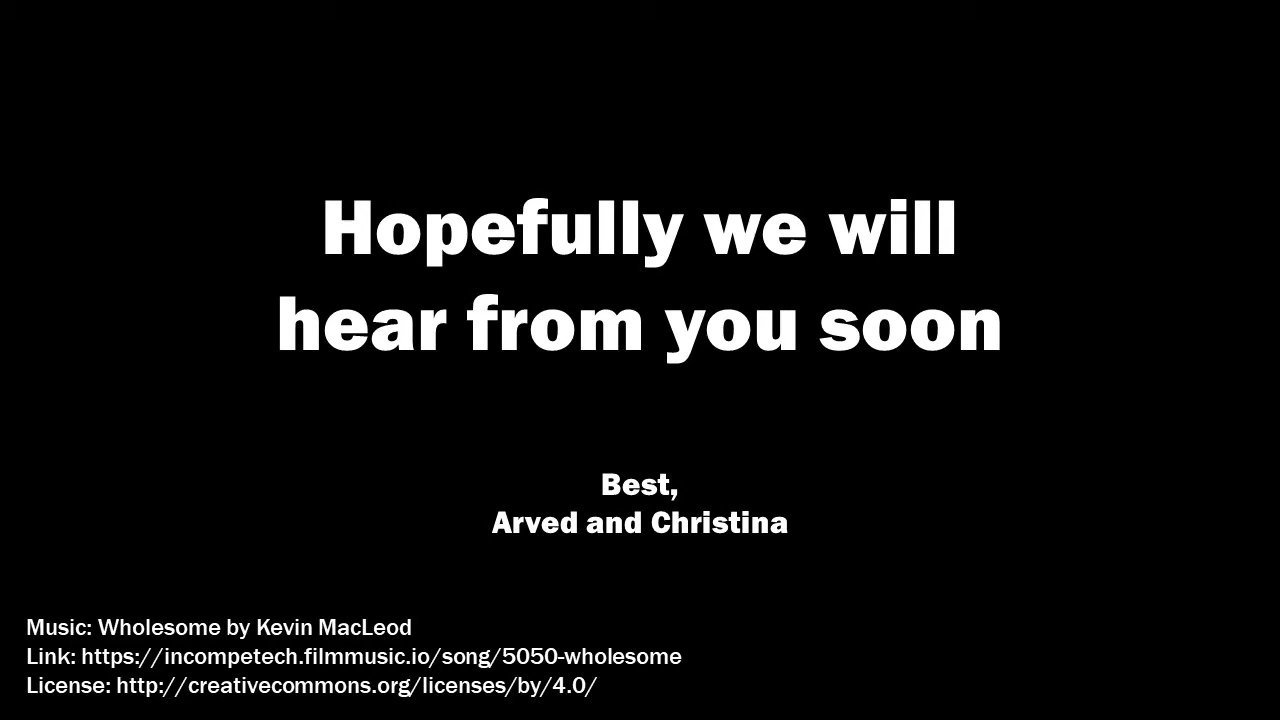 Hopefully we will
hear from you soon
Best,
Arved and Christina
Music: Wholesome by Kevin MacLeod
Link: https://incompetech.filmmusic.io/song/5050-wholesome
License: http://creativecommons.org/licenses/by/4.0/